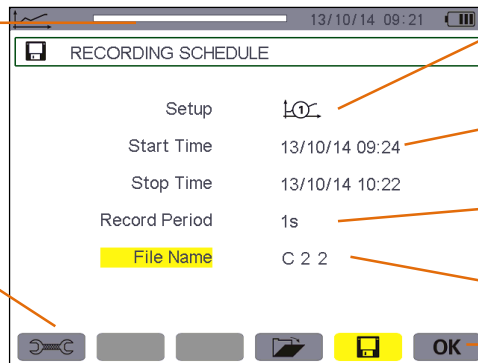 13/10/14 09:21
RECORDING SCHEDULE
Setup 1
Start Time 13/10/14 09:24
Stop Time 13/10/14 10:22
Record Period 1s
File Name C 2 2
OK